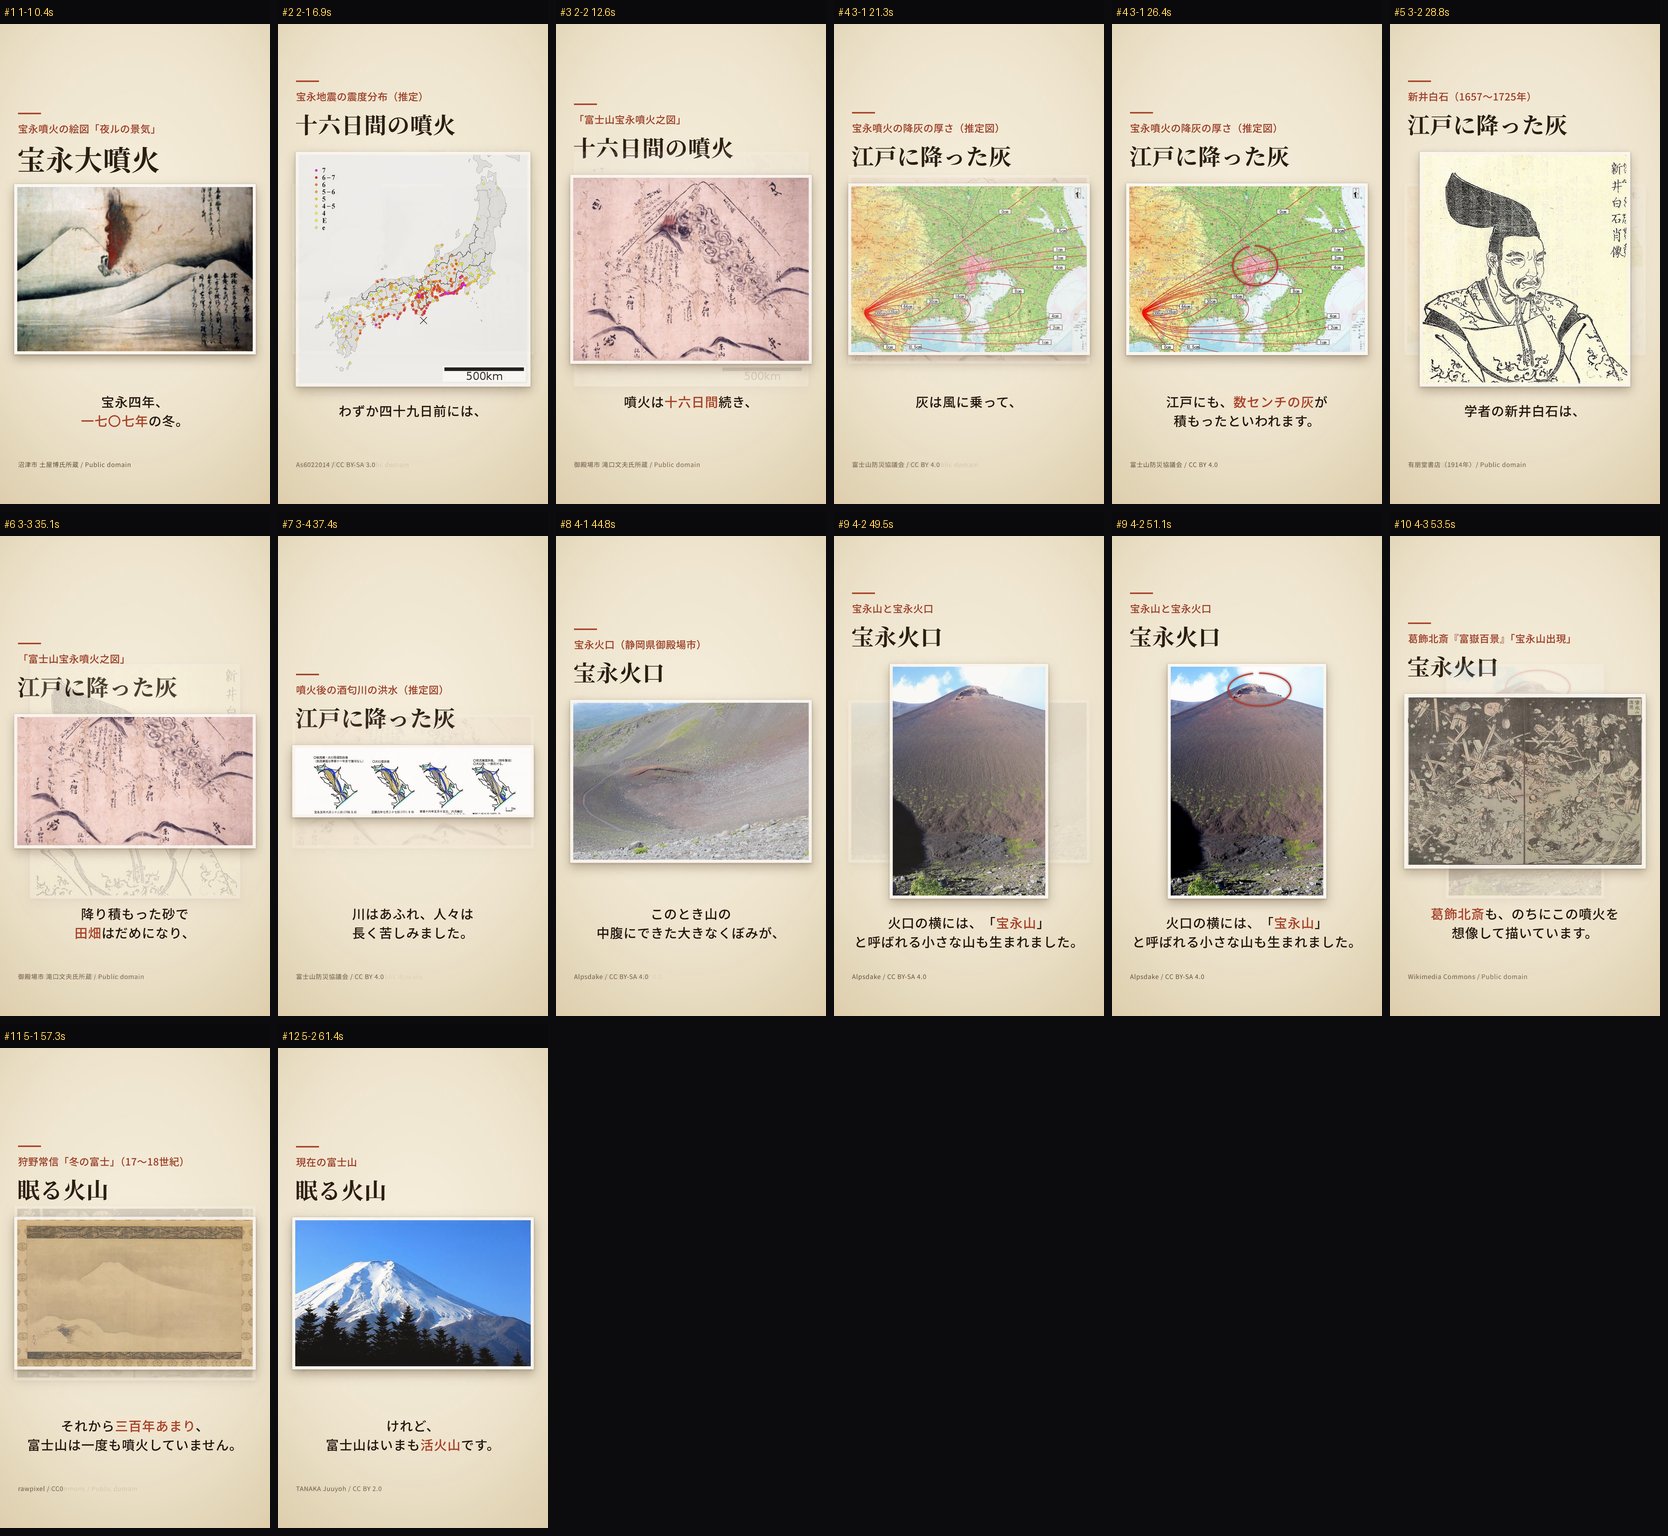 #1 1-1 0.4s
宝永噴火の絵図「夜ルの景気」
宝永大噴火
宝永四年、
一七〇七年の冬。
沼津市 土屋博氏所蔵 / Public domain
#2 2-1 6.9s
宝永地震の震度分布（推定）
十六日間の噴火
7
6-7
6
5-6
5
4-5
4
E
e
500km
わずか四十九日前には、
As6022014 / CC BY-SA 3.0
#3 2-2 12.6s
「富士山宝永噴火之図」
十六日間の噴火
500km
噴火は十六日間続き、
御殿場市 滝口文夫氏所蔵 / Public domain
#4 3-1 21.3s
宝永噴火の降灰の厚さ（推定図）
江戸に降った灰
灰は風に乗って、
富士山防災協議会 / CC BY 4.0
#4 3-1 26.4s
宝永噴火の降灰の厚さ（推定図）
江戸に降った灰
江戸にも、数センチの灰が
積もったといわれます。
富士山防災協議会 / CC BY 4.0
#5 3-2 28.8s
新井白石（1657〜1725年）
江戸に降った灰
新井白石肖像
学者の新井白石は、
有朋堂書店（1914年）/ Public domain
#6 3-3 35.1s
「富士山宝永噴火之図」
江戸に降った灰
降り積もった砂で
田畑はだめになり、
御殿場市 滝口文夫氏所蔵 / Public domain
#7 3-4 37.4s
噴火後の酒匂川の洪水（推定図）
江戸に降った灰
川はあふれ、人々は
長く苦しみました。
富士山防災協議会 / CC BY 4.0
#8 4-1 44.8s
宝永火口（静岡県御殿場市）
宝永火口
このとき山の
中腹にできた大きなくぼみが、
Alpsdake / CC BY-SA 4.0
#9 4-2 49.5s
宝永山と宝永火口
宝永火口
火口の横には、「宝永山」
と呼ばれる小さな山も生まれました。
Alpsdake / CC BY-SA 4.0
#9 4-2 51.1s
宝永山と宝永火口
宝永火口
火口の横には、「宝永山」
と呼ばれる小さな山も生まれました。
Alpsdake / CC BY-SA 4.0
#10 4-3 53.5s
葛飾北斎『富嶽百景』「宝永山出現」
宝永火口
葛飾北斎も、のちにこの噴火を
想像して描いています。
Wikimedia Commons / Public domain
#11 5-1 57.3s
狩野常信「冬の富士」（17〜18世紀）
眠る火山
それから三百年あまり、
富士山は一度も噴火していません。
rawpixel / CC0
#12 5-2 61.4s
現在の富士山
眠る火山
けれど、
富士山はいまも活火山です。
TANAKA Juuyoh / CC BY 2.0